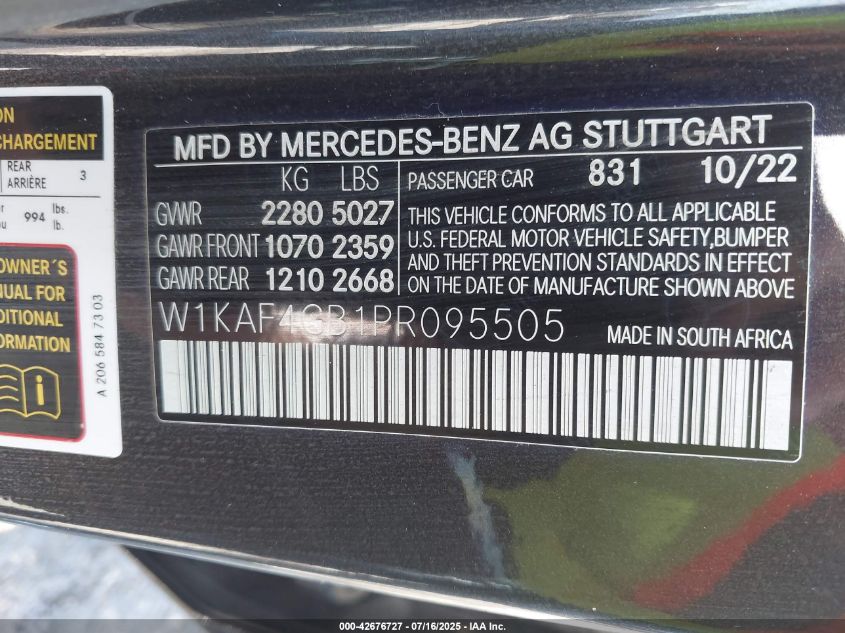 ON
CHARGEMENT
REAR
ARRIÈRE 3
994 lbs.
lb.
OWNER´S
NUAL FOR
DITIONAL
FORMATION
A 206 584 73 03
MFD BY MERCEDES-BENZ AG STUTTGART
KG LBS
GVWR 2280 5027
GAWR FRONT 1070 2359
GAWR REAR 1210 2668
PASSENGER CAR 831 10/22
THIS VEHICLE CONFORMS TO ALL APPLICABLE
U.S. FEDERAL MOTOR VEHICLE SAFETY,BUMPER
AND THEFT PREVENTION STANDARDS IN EFFECT
ON THE DATE OF MANUFACTURE SHOWN ABOVE
W1KAF4GB1PR095505
MADE IN SOUTH AFRICA
000-42676727 - 07/16/2025 - IAA Inc.